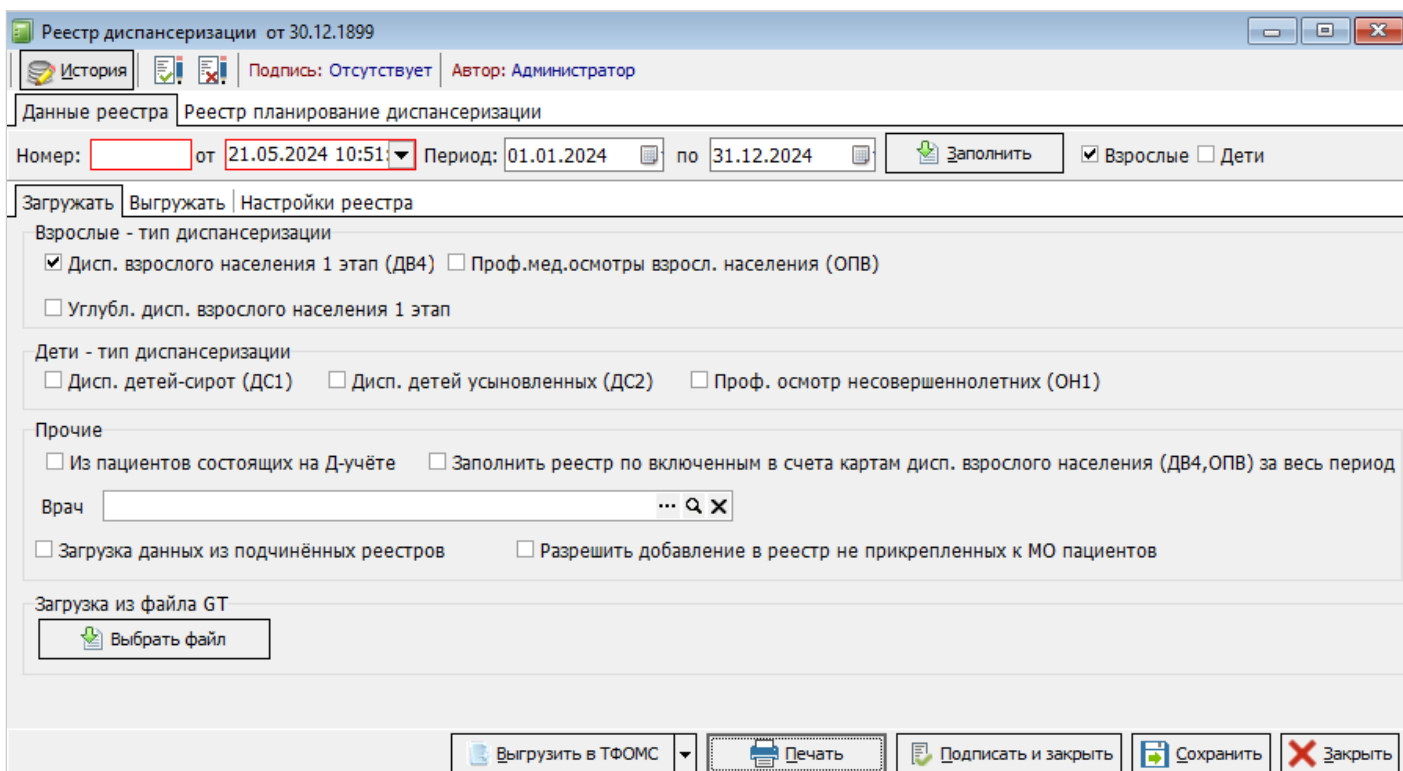 Реестр диспансеризации от 30.12.1899
История Подпись: Отсутствует Автор: Администратор
Данные реестра Реестр планирование диспансеризации
Номер: от 21.05.2024 10:51: Период: 01.01.2024 по 31.12.2024 Заполнить Взрослые Дети
Загружать Выгружать Настройки реестра
Взрослые - тип диспансеризации
Дисп. взрослого населения 1 этап (ДВ4) Проф.мед.осмотры взросл. населения (ОПВ)
Углубл. дисп. взрослого населения 1 этап
Дети - тип диспансеризации
Дисп. детей-сирот (ДС1) Дисп. детей усыновленных (ДС2) Проф. осмотр несовершеннолетних (ОН1)
Прочие
Из пациентов состоящих на Д-учёте Заполнить реестр по включенным в счета картам дисп. взрослого населения (ДВ4,ОПВ) за весь период
Врач
Загрузка данных из подчинённых реестров Разрешить добавление в реестр не прикрепленных к МО пациентов
Загрузка из файла GT
Выбрать файл
Выгрузить в ТФОМС Печать Подписать и закрыть Сохранить Закрыть